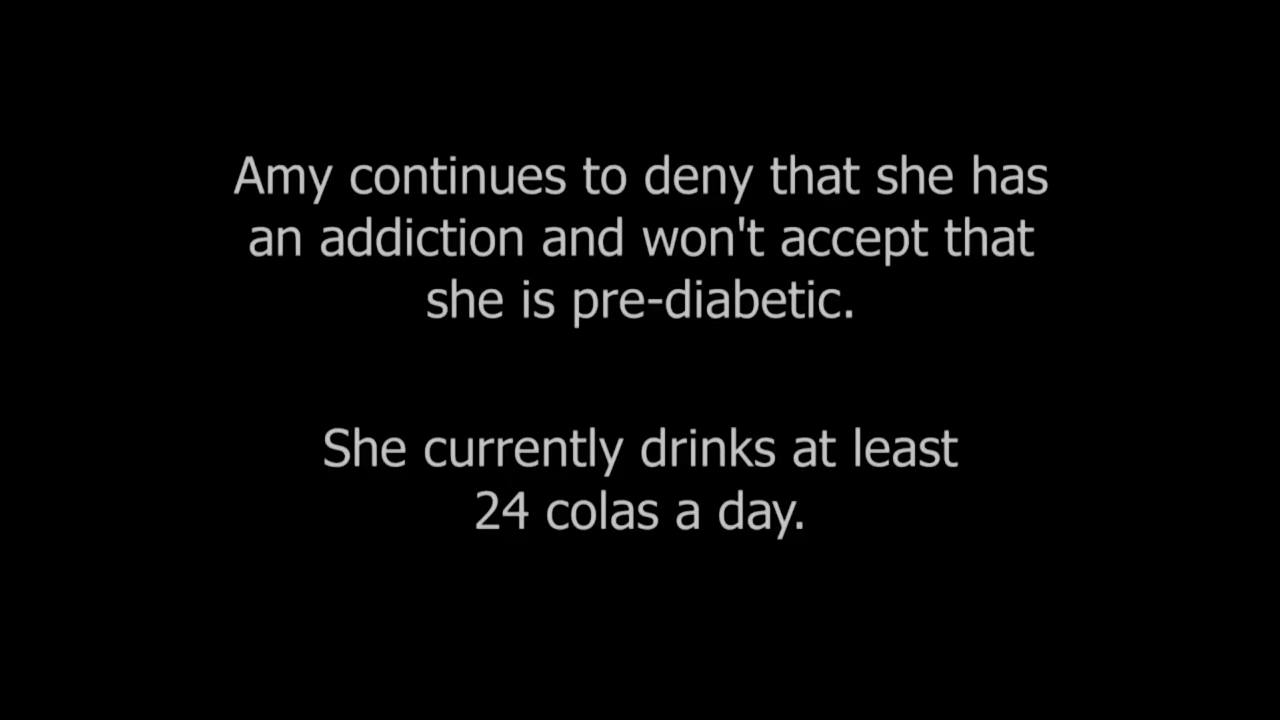 Amy continues to deny that she has
an addiction and won't accept that
she is pre-diabetic.
She currently drinks at least
24 colas a day.